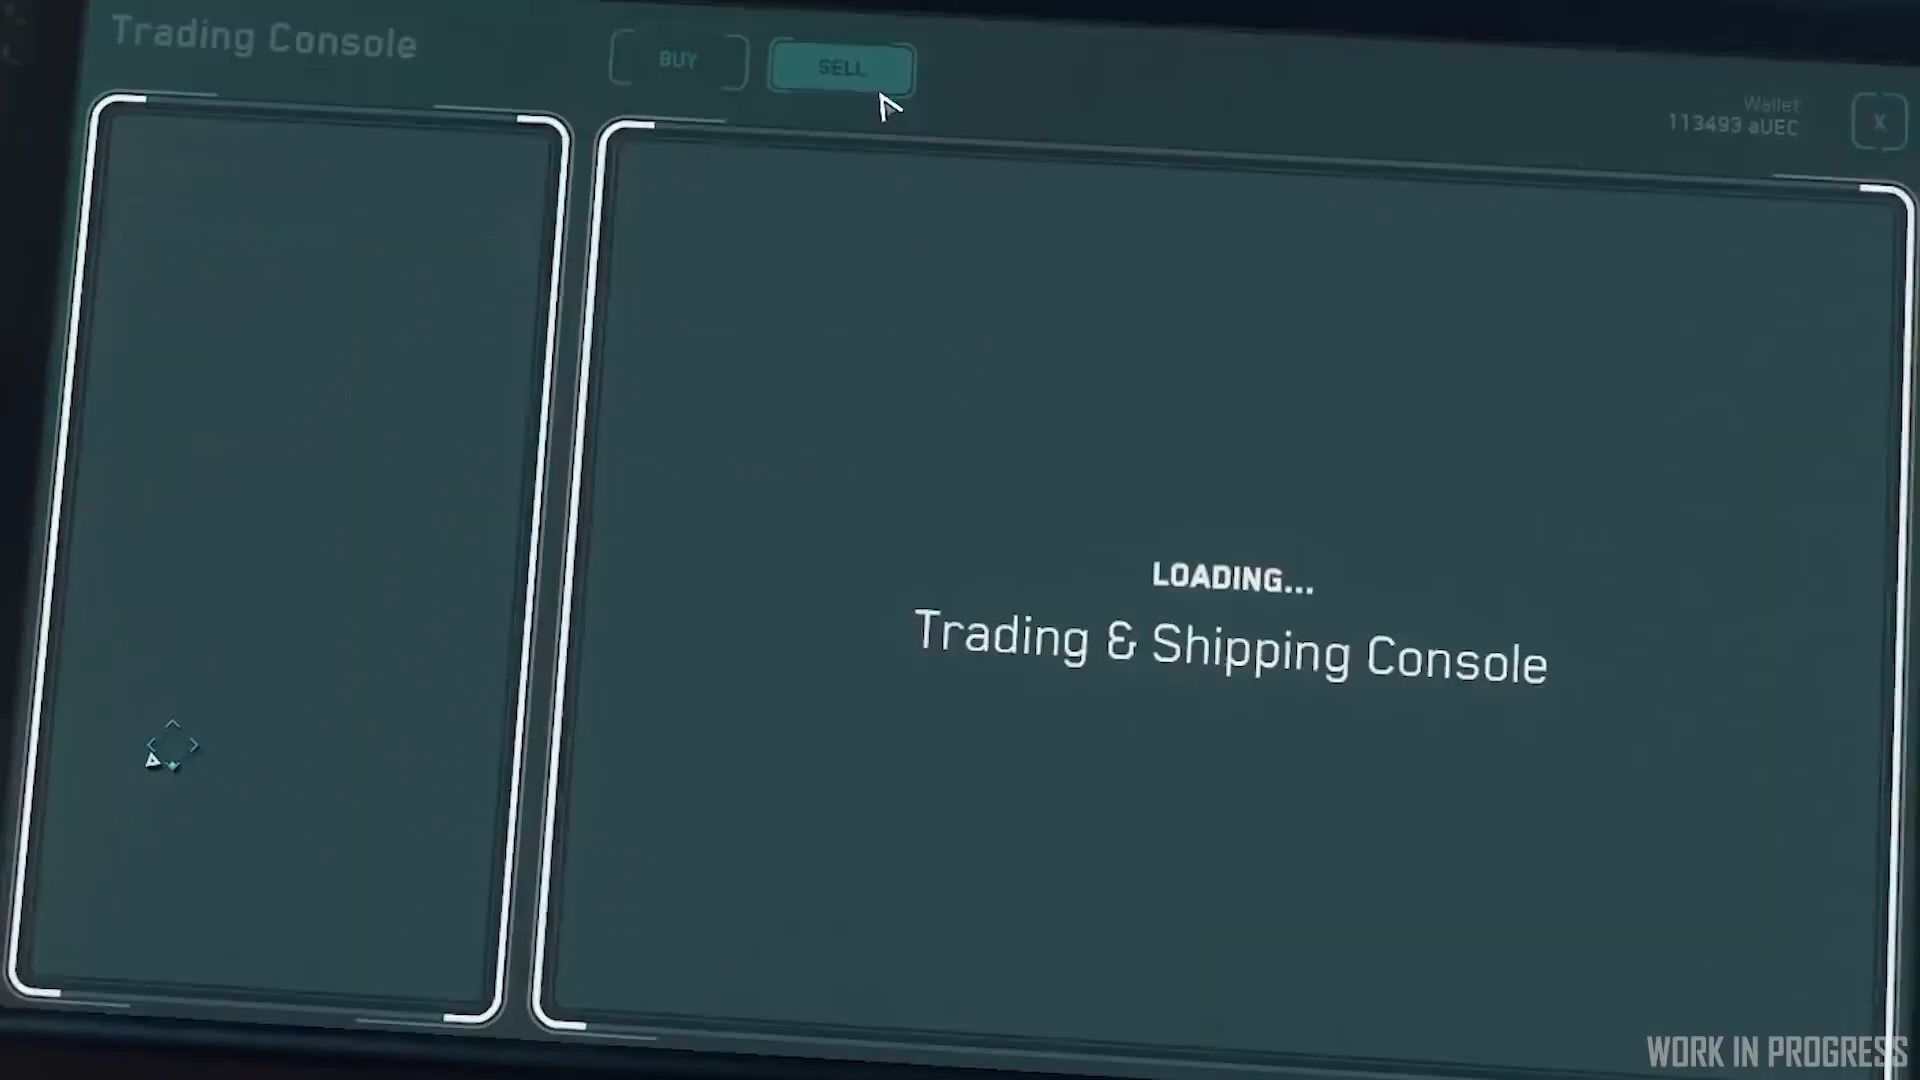 Trading Console
BUY
SELL
Wallet
113493 aUEC
X
LOADING...
Trading & Shipping Console
WORK IN PROGRESS